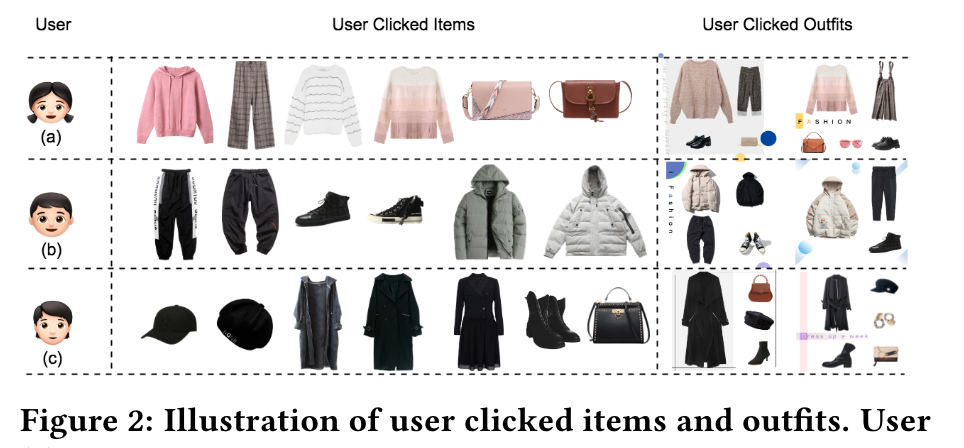 User
User Clicked Items
User Clicked Outfits
(a)
FASHION
(b)
Fashion
(c)
Dress up a week
Figure 2: Illustration of user clicked items and outfits. User